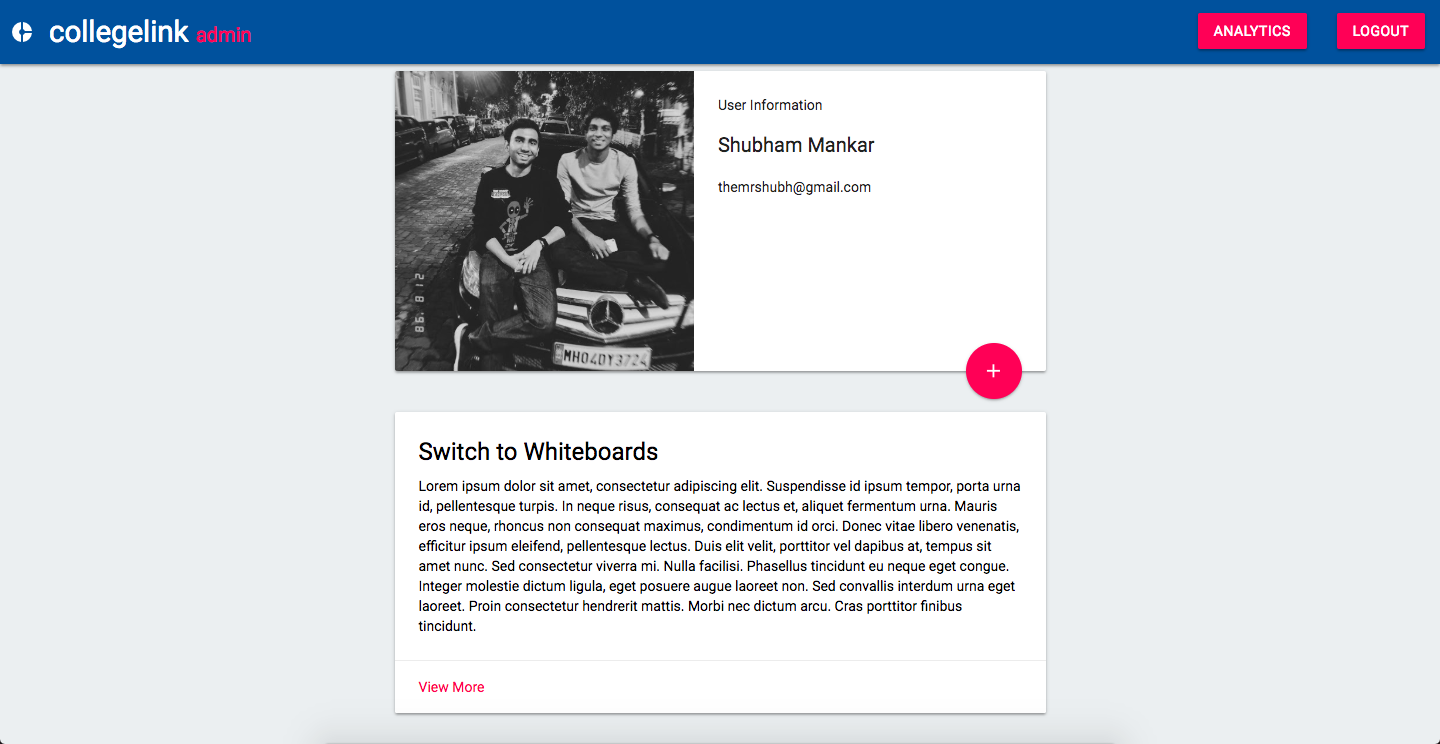 collegelink admin
ANALYTICS
LOGOUT
User Information
Shubham Mankar
themrshubh@gmail.com
21 8 '98
MH04DY3724
+
Switch to Whiteboards
Lorem ipsum dolor sit amet, consectetur adipiscing elit. Suspendisse id ipsum tempor, porta urna
id, pellentesque turpis. In neque risus, consequat ac lectus et, aliquet fermentum urna. Mauris
eros neque, rhoncus non consequat maximus, condimentum id orci. Donec vitae libero venenatis,
efficitur ipsum eleifend, pellentesque lectus. Duis elit velit, porttitor vel dapibus at, tempus sit
amet nunc. Sed consectetur viverra mi. Nulla facilisi. Phasellus tincidunt eu neque eget congue.
Integer molestie dictum ligula, eget posuere augue laoreet non. Sed convallis interdum urna eget
laoreet. Proin consectetur hendrerit mattis. Morbi nec dictum arcu. Cras porttitor finibus
tincidunt.
View More